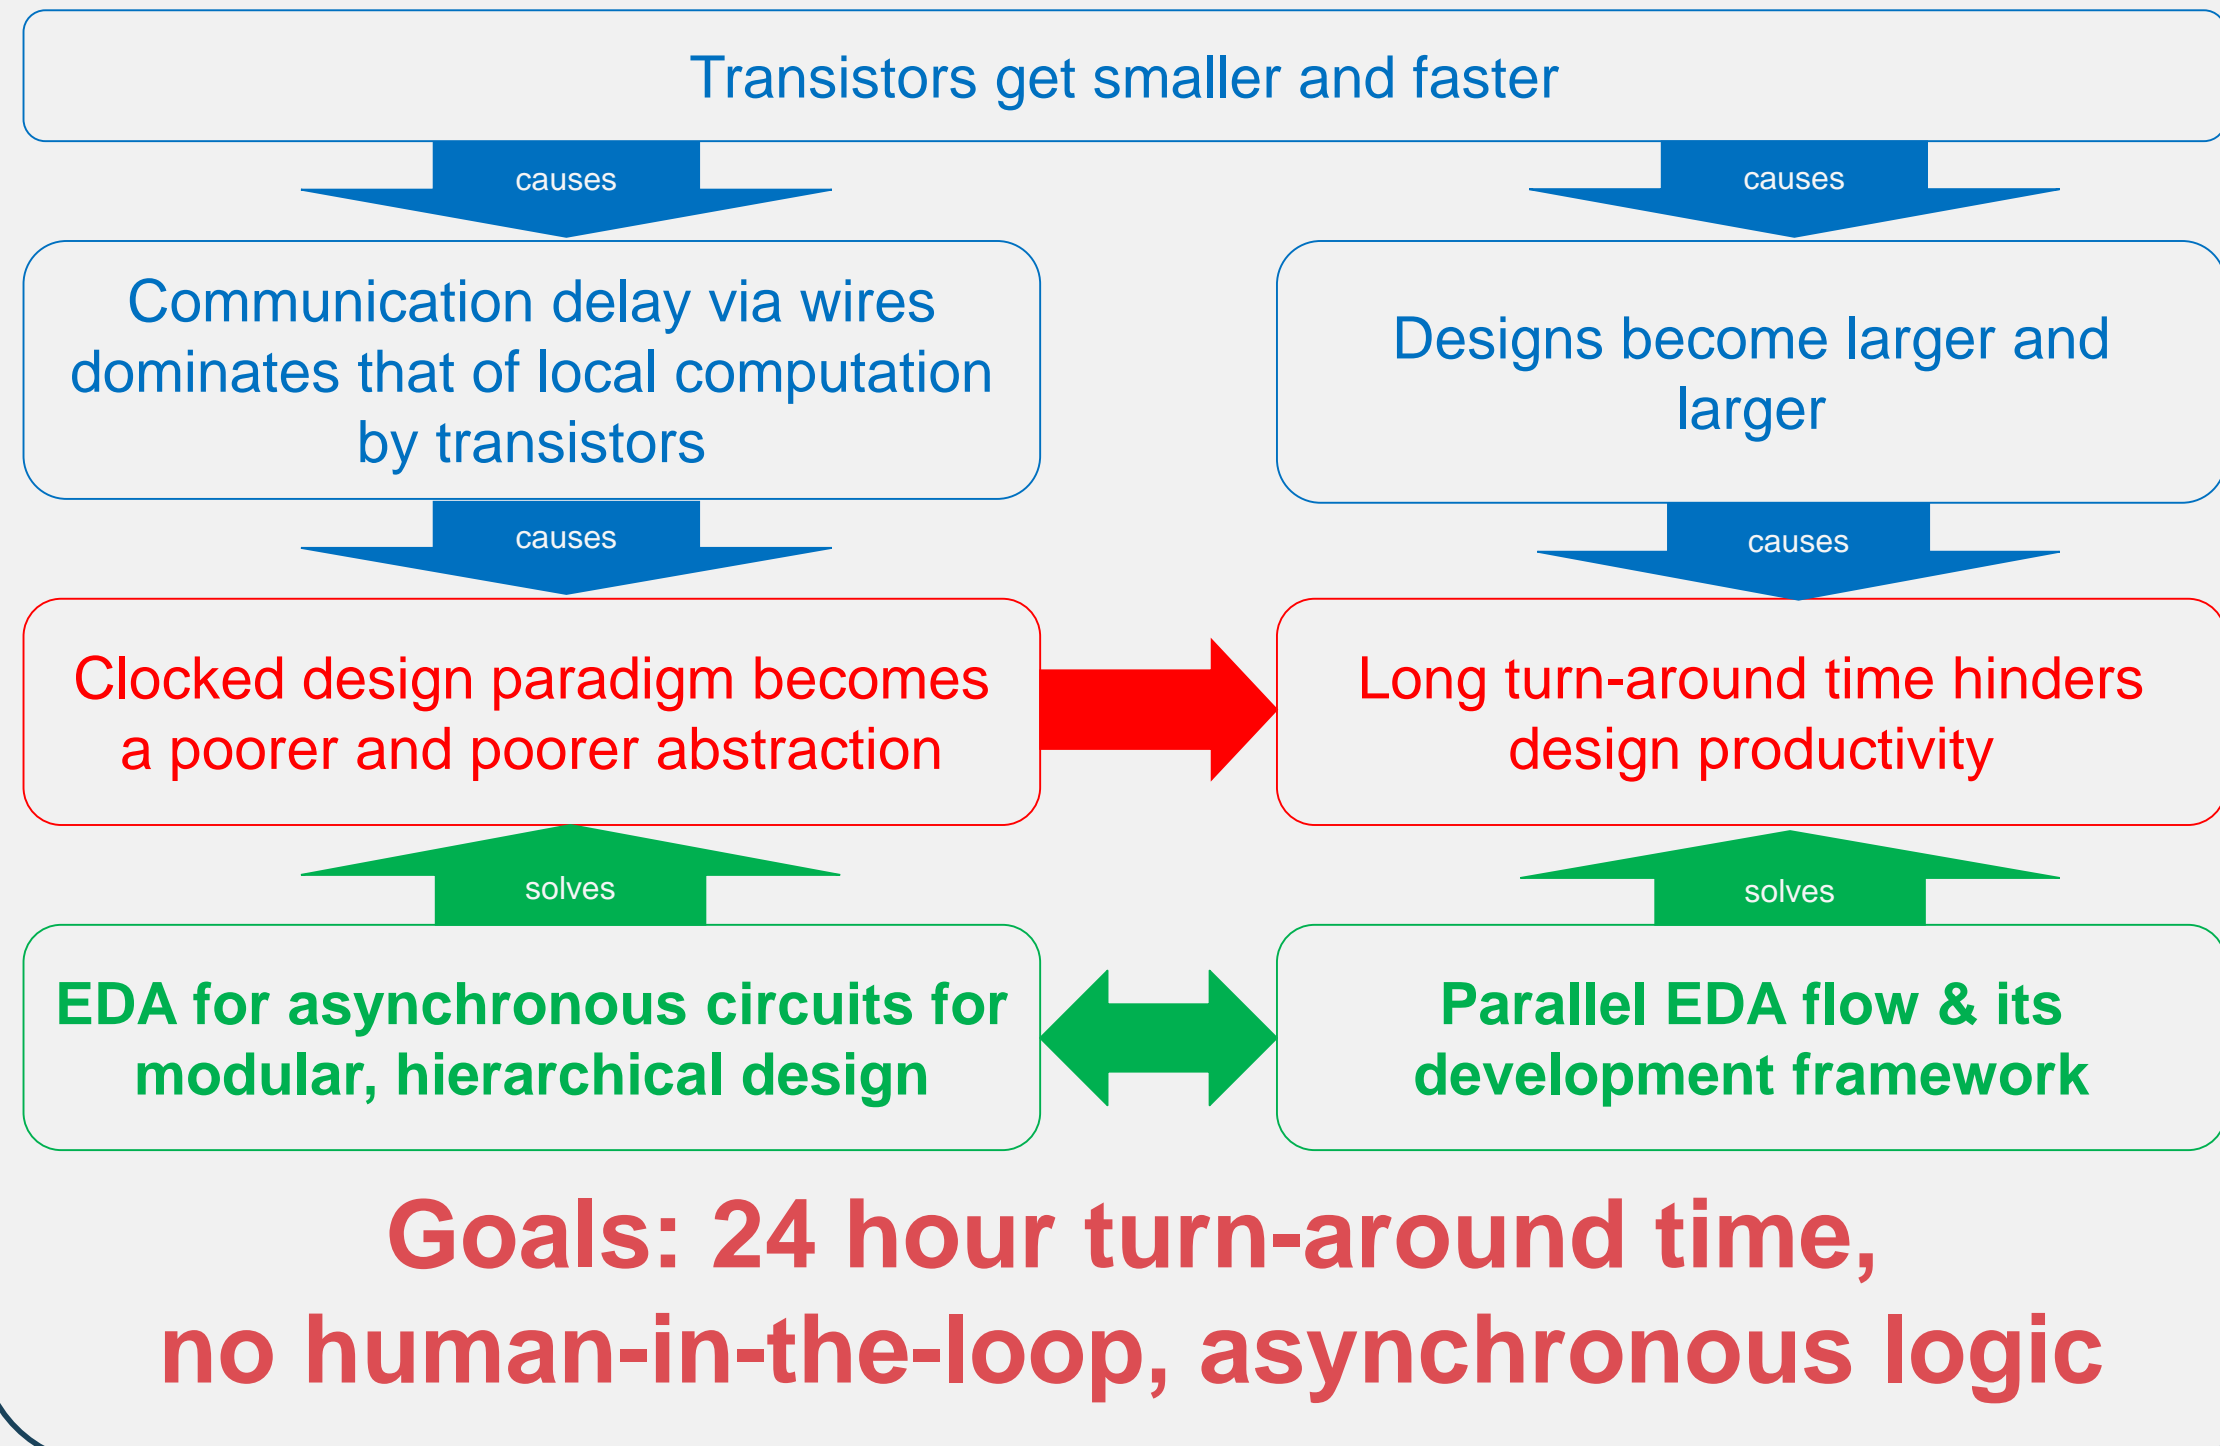 Transistors get smaller and faster
causes
causes
Communication delay via wires
dominates that of local computation
by transistors
Designs become larger and
larger
causes
causes
Clocked design paradigm becomes
a poorer and poorer abstraction
Long turn-around time hinders
design productivity
solves
solves
EDA for asynchronous circuits for
modular, hierarchical design
Parallel EDA flow & its
development framework
Goals: 24 hour turn-around time,
no human-in-the-loop, asynchronous logic